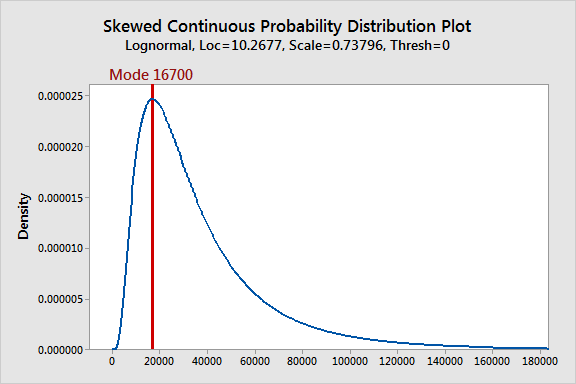 Skewed Continuous Probability Distribution Plot
Lognormal, Loc=10.2677, Scale=0.73796, Thresh=0
Mode 16700
0.000025
0.000020
0.000015
0.000010
0.000005
0.000000
Density
0 20000 40000 60000 80000 100000 120000 140000 160000 180000